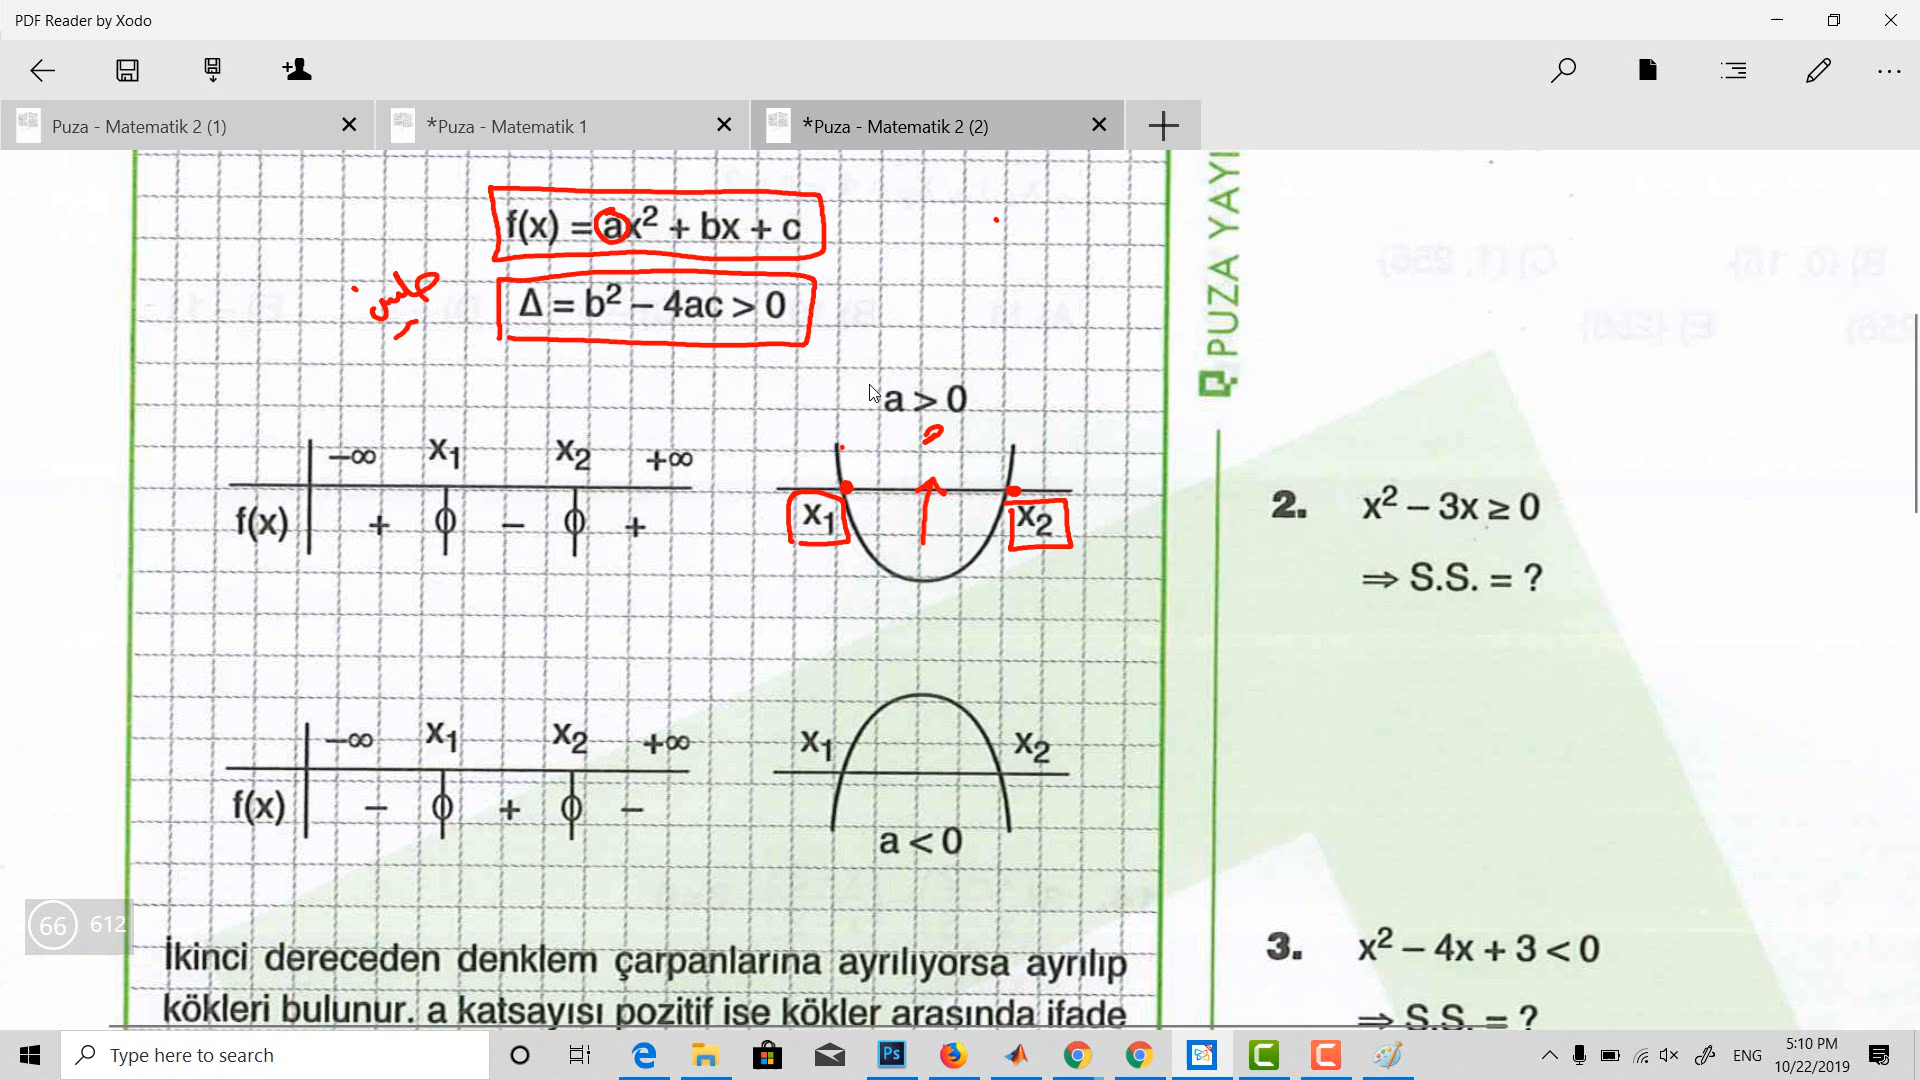 PDF Reader by Xodo
Puza - Matematik 2 (1)
*Puza - Matematik 1
*Puza - Matematik 2 (2)
f(x) = ax² + bx + c
Δ = b² – 4ac > 0
a > 0
–∞ x₁ x₂ +∞
f(x) + 0 – 0 +
x₁ x₂
–∞ x₁ x₂ +∞
f(x) – 0 + 0 –
x₁ x₂
a < 0
İkinci dereceden denklem çarpanlarına ayrılıyorsa ayrılıp
kökleri bulunur. a katsayısı pozitif ise kökler arasında ifade
PUZA YAYI
2. x² – 3x ≥ 0
⇒ S.S. = ?
3. x² – 4x + 3 < 0
⇒ S.S. = ?
66 612
Type here to search
Ps
ENG
5:10 PM
10/22/2019